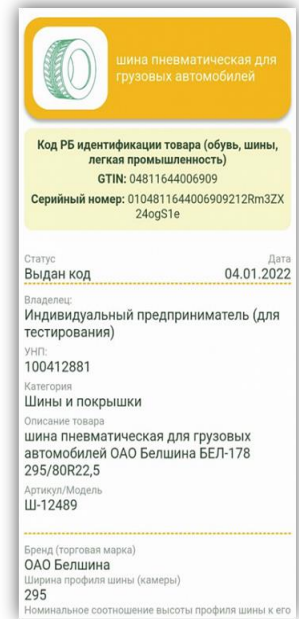 шина пневматическая для
грузовых автомобилей
Код РБ идентификации товара (обувь, шины,
легкая промышленность)
GTIN: 04811644006909
Серийный номер: 0104811644006909212Rm3ZX
24ogS1e
Статус Дата
Выдан код 04.01.2022
Владелец:
Индивидуальный предприниматель (для
тестирования)
УНП:
100412881
Категория
Шины и покрышки
Описание товара
шина пневматическая для грузовых
автомобилей ОАО Белшина БЕЛ-178
295/80R22,5
Артикул/Модель
Ш-12489
Бренд (торговая марка)
ОАО Белшина
Ширина профиля шины (камеры)
295
Номинальное соотношение высоты профиля шины к его